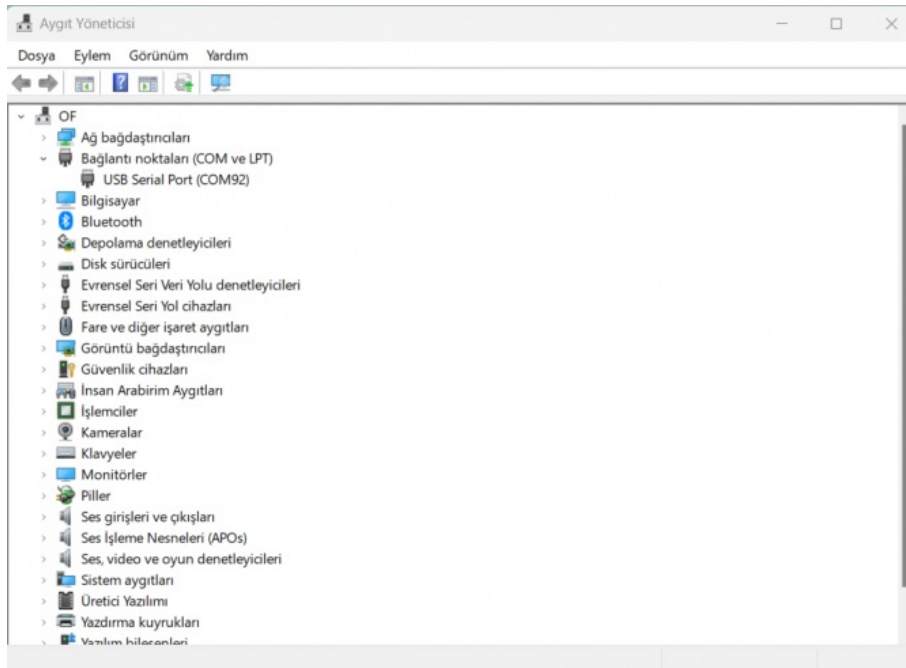 Aygıt Yöneticisi
Dosya Eylem Görünüm Yardım
OF
Ağ bağdaştırıcıları
Bağlantı noktaları (COM ve LPT)
USB Serial Port (COM92)
Bilgisayar
Bluetooth
Depolama denetleyicileri
Disk sürücüleri
Evrensel Seri Veri Yolu denetleyicileri
Evrensel Seri Yol cihazları
Fare ve diğer işaret aygıtları
Görüntü bağdaştırıcıları
Güvenlik cihazları
İnsan Arabirim Aygıtları
İşlemciler
Kameralar
Klavyeler
Monitörler
Piller
Ses girişleri ve çıkışları
Ses İşleme Nesneleri (APOs)
Ses, video ve oyun denetleyicileri
Sistem aygıtları
Üretici Yazılımı
Yazdırma kuyrukları
Yazılım bileşenleri